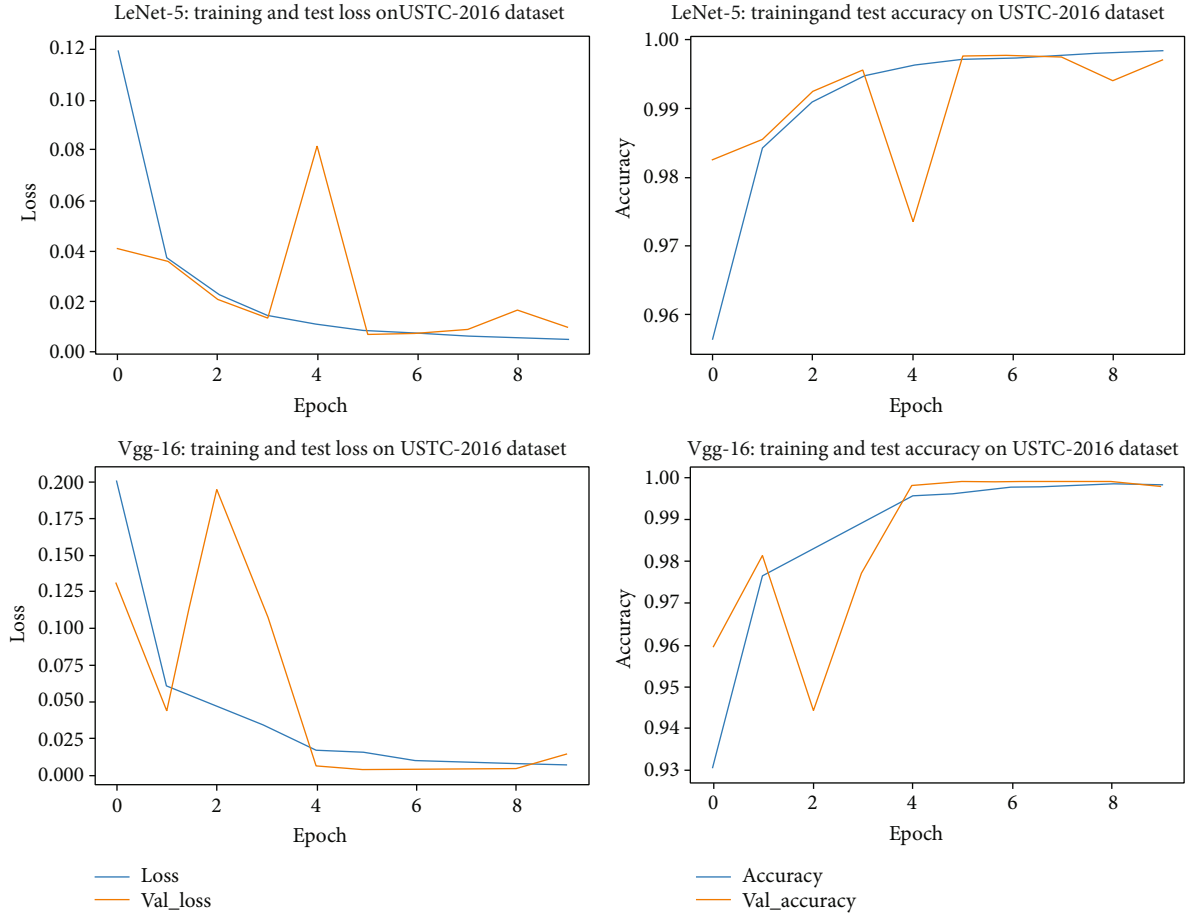 LeNet-5: training and test loss onUSTC-2016 dataset
0.12
0.10
0.08
0.06
0.04
0.02
0.00
Loss
0 2 4 6 8
Epoch
LeNet-5: trainingand test accuracy on USTC-2016 dataset
1.00
0.99
0.98
0.97
0.96
Accuracy
0 2 4 6 8
Epoch
Vgg-16: training and test loss on USTC-2016 dataset
0.200
0.175
0.150
0.125
0.100
0.075
0.050
0.025
0.000
Loss
0 2 4 6 8
Epoch
Loss
Val_loss
Vgg-16: training and test accuracy on USTC-2016 dataset
1.00
0.99
0.98
0.97
0.96
0.95
0.94
0.93
Accuracy
0 2 4 6 8
Epoch
Accuracy
Val_accuracy